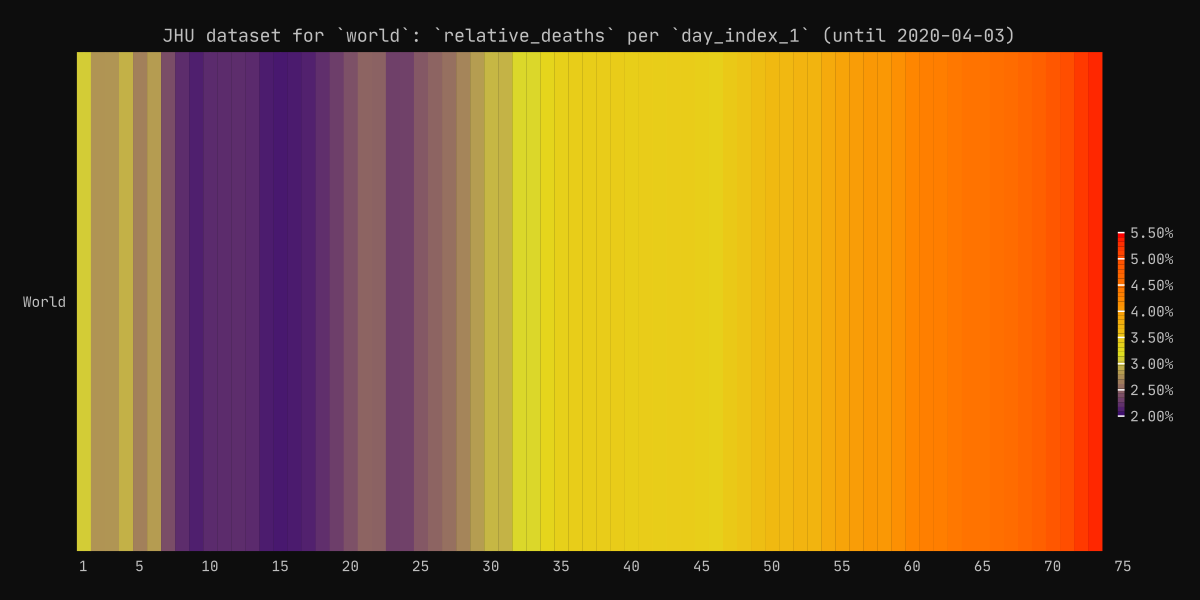 JHU dataset for `world`: `relative_deaths` per `day_index_1` (until 2020-04-03)
World
5.50%
5.00%
4.50%
4.00%
3.50%
3.00%
2.50%
2.00%
1 5 10 15 20 25 30 35 40 45 50 55 60 65 70 75